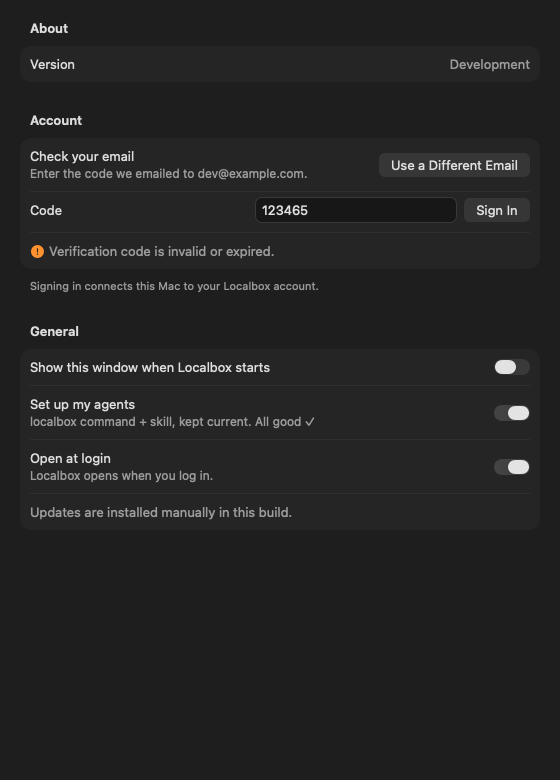 About
Version
Development
Account
Check your email
Enter the code we emailed to dev@example.com.
Use a Different Email
Code
123465
Sign In
Verification code is invalid or expired.
Signing in connects this Mac to your Localbox account.
General
Show this window when Localbox starts
Set up my agents
localbox command + skill, kept current. All good ✓
Open at login
Localbox opens when you log in.
Updates are installed manually in this build.